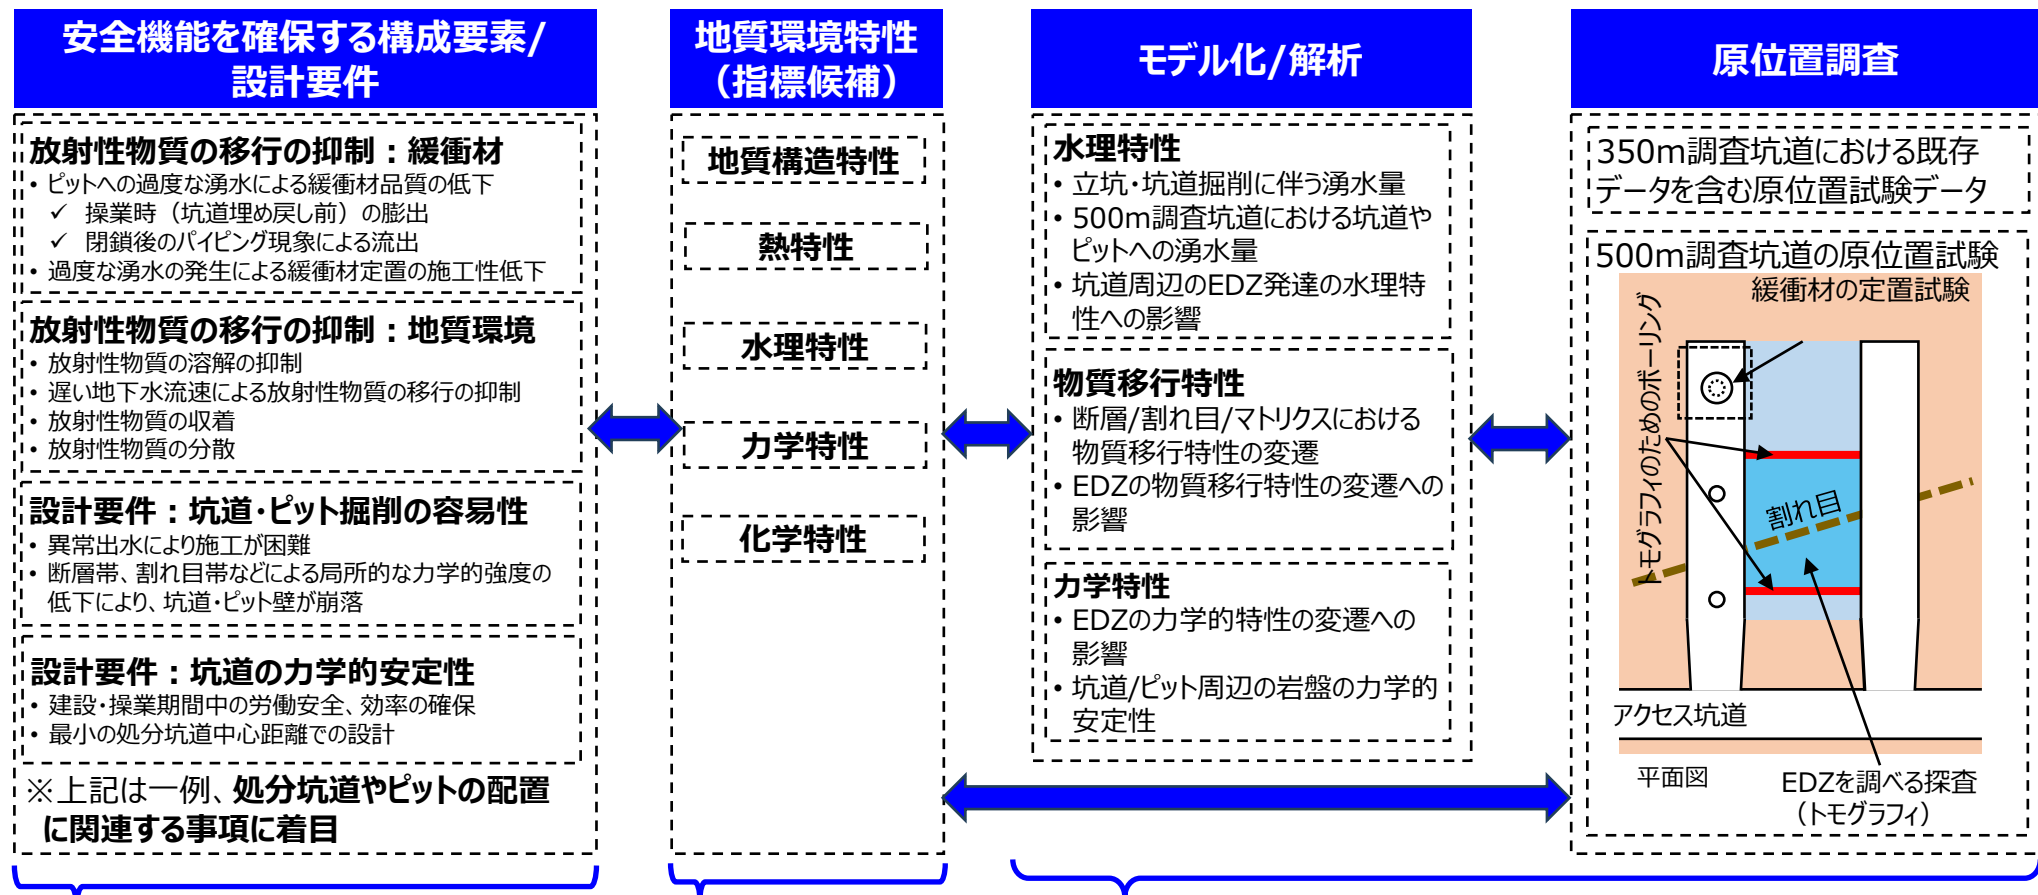 安全機能を確保する構成要素/
設計要件
放射性物質の移行の抑制：緩衝材
• ピットへの過度な湧水による緩衝材品質の低下
✓ 操業時（坑道埋め戻し前）の膨出
✓ 閉鎖後のパイピング現象による流出
• 過度な湧水の発生による緩衝材定置の施工性低下
放射性物質の移行の抑制：地質環境
• 放射性物質の溶解の抑制
• 遅い地下水流速による放射性物質の移行の抑制
• 放射性物質の収着
• 放射性物質の分散
設計要件：坑道・ピット掘削の容易性
• 異常出水により施工が困難
• 断層帯、割れ目帯などによる局所的な力学的強度の
低下により、坑道・ピット壁が崩落
設計要件：坑道の力学的安定性
• 建設・操業期間中の労働安全、効率の確保
• 最小の処分坑道中心距離での設計
※上記は一例、処分坑道やピットの配置
に関連する事項に着目
地質環境特性
（指標候補）
地質構造特性
熱特性
水理特性
力学特性
化学特性
モデル化/解析
水理特性
• 立坑・坑道掘削に伴う湧水量
• 500m調査坑道における坑道や
ピットへの湧水量
• 坑道周辺のEDZ発達の水理特
性への影響
物質移行特性
• 断層/割れ目/マトリクスにおける
物質移行特性の変遷
• EDZの物質移行特性の変遷への
影響
力学特性
• EDZの力学的特性の変遷への
影響
• 坑道/ピット周辺の岩盤の力学的
安定性
原位置調査
350m調査坑道における既存
データを含む原位置試験データ
500m調査坑道の原位置試験
緩衝材の定置試験
トモグラフィのためのボーリング
割れ目
アクセス坑道
平面図
EDZを調べる探査
（トモグラフィ）